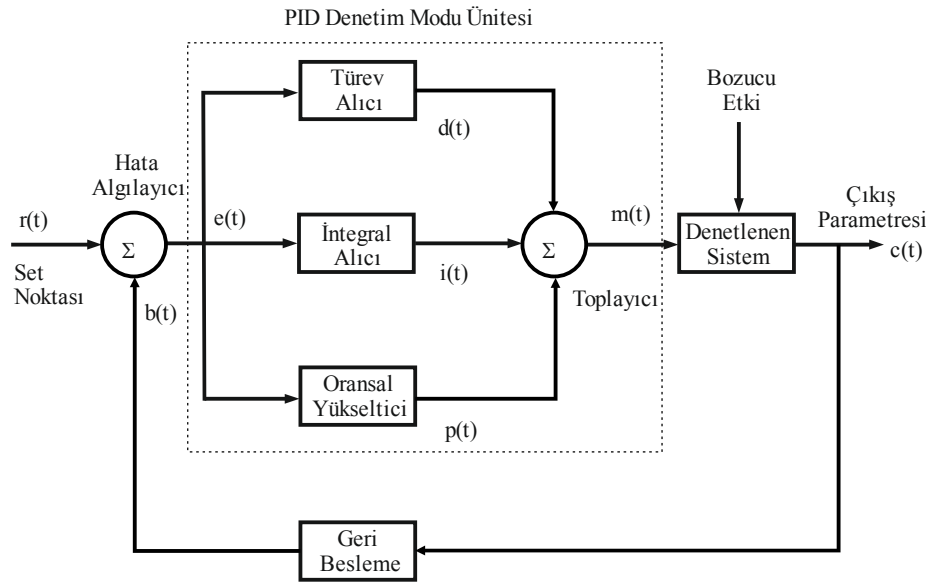 PID Denetim Modu Ünitesi
Türev
Alıcı
d(t)
Bozucu
Etki
Hata
Algılayıcı
r(t)
Σ
e(t)
İntegral
Alıcı
i(t)
Σ
m(t)
Denetlenen
Sistem
Çıkış
Parametresi
c(t)
Set
Noktası
b(t)
Toplayıcı
Oransal
Yükseltici
p(t)
Geri
Besleme